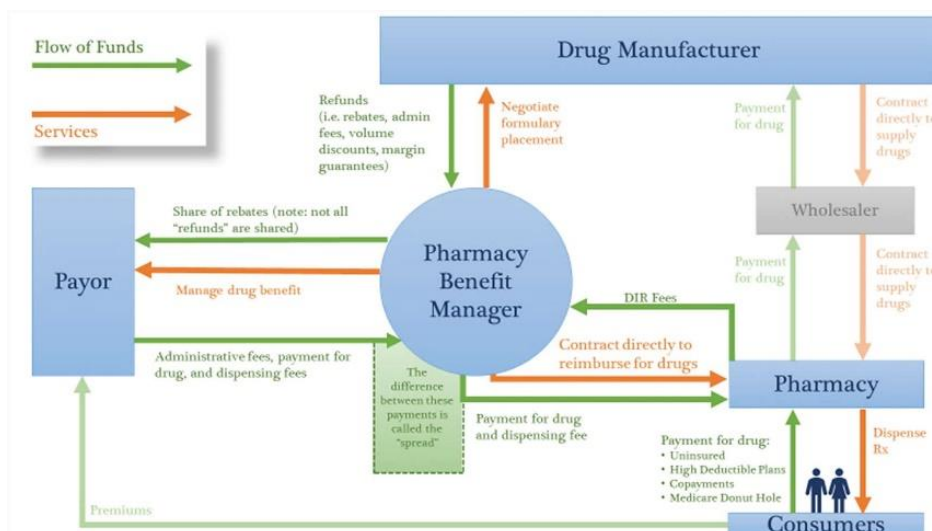 Flow of Funds
Services
Drug Manufacturer
Refunds
(i.e. rebates, admin
fees, volume
discounts, margin
guarantees)
Negotiate
formulary
placement
Payment
for drug
Contract
directly to
supply
drugs
Wholesaler
Share of rebates (note: not all
“refunds” are shared)
Payor
Manage drug benefit
Pharmacy
Benefit
Manager
Payment
for drug
Contract
directly to
supply
drugs
DIR Fees
Administrative fees, payment for
drug, and dispensing fees
Contract directly to
reimburse for drugs
The
difference
between these
payments is
called the
“spread”
Payment for drug
and dispensing fee
Pharmacy
Payment for drug:
• Uninsured
• High Deductible Plans
• Copayments
• Medicare Donut Hole
Dispense
Rx
Premiums
Consumers